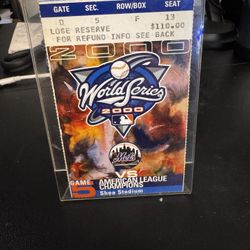 GATE SEC. ROW/BOX SEAT
D 5 F 13
LOGE RESERVE $110.00
FOR REFUND INFO SEE BACK
2000
World Series
2000
Mets
VS
GAME 5 AMERICAN LEAGUE
CHAMPIONS
Shea Stadium